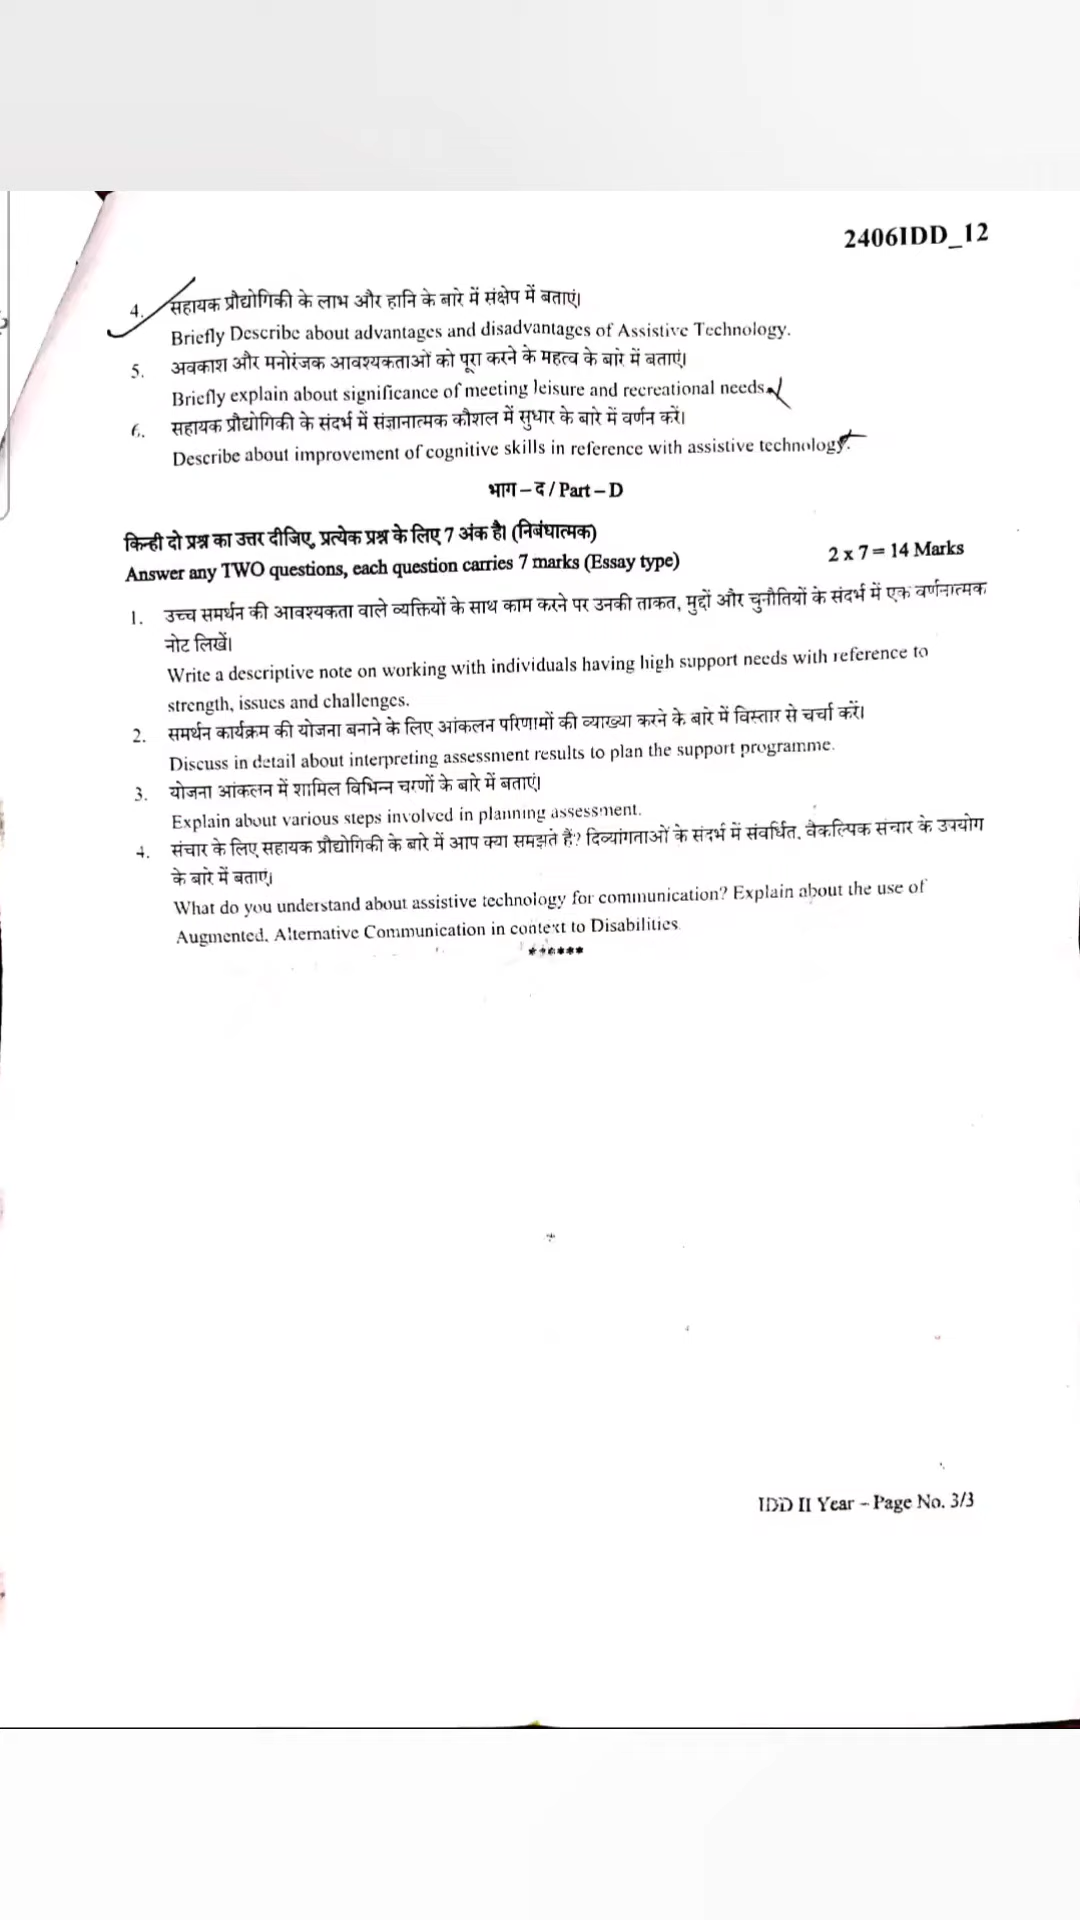 2406IDD_12
4. सहायक प्रौद्योगिकी के लाभ और हानि के बारे में संक्षेप में बताएं।
Briefly Describe about advantages and disadvantages of Assistive Technology.
5. अवकाश और मनोरंजक आवश्यकताओं को पूरा करने के महत्व के बारे में बताएं।
Briefly explain about significance of meeting leisure and recreational needs.
6. सहायक प्रौद्योगिकी के संदर्भ में संज्ञानात्मक कौशल में सुधार के बारे में वर्णन करें।
Describe about improvement of cognitive skills in reference with assistive technology.
भाग – द / Part – D
किन्ही दो प्रश्न का उत्तर दीजिए, प्रत्येक प्रश्न के लिए 7 अंक है। (निबंधात्मक)
Answer any TWO questions, each question carries 7 marks (Essay type) 2 x 7 = 14 Marks
1. उच्च समर्थन की आवश्यकता वाले व्यक्तियों के साथ काम करने पर उनकी ताकत, मुद्दों और चुनौतियों के संदर्भ में एक वर्णनात्मक
नोट लिखें।
Write a descriptive note on working with individuals having high support needs with reference to
strength, issues and challenges.
2. समर्थन कार्यक्रम की योजना बनाने के लिए आंकलन परिणामों की व्याख्या करने के बारे में विस्तार से चर्चा करें।
Discuss in detail about interpreting assessment results to plan the support programme.
3. योजना आंकलन में शामिल विभिन्न चरणों के बारे में बताएं।
Explain about various steps involved in planning assessment.
4. संचार के लिए सहायक प्रौद्योगिकी के बारे में आप क्या समझते हैं? दिव्यांगताओं के संदर्भ में संवर्धित, वैकल्पिक संचार के उपयोग
के बारे में बताएं।
What do you understand about assistive technology for communication? Explain about the use of
Augmented, Alternative Communication in context to Disabilities.
******
IDD II Year – Page No. 3/3